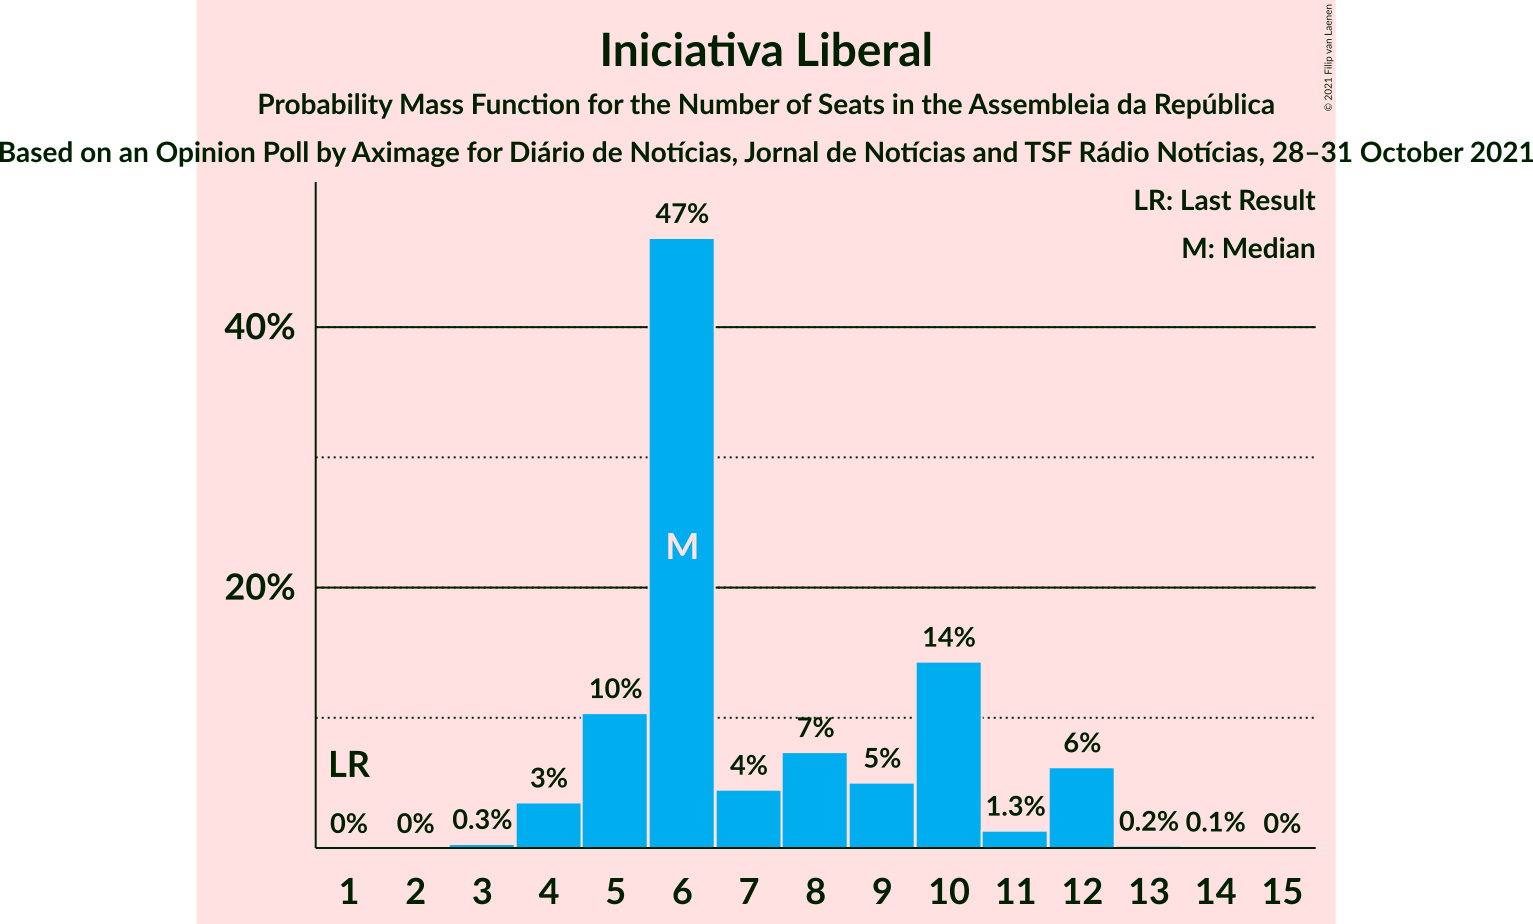 Iniciativa Liberal
Probability Mass Function for the Number of Seats in the Assembleia da República
Based on an Opinion Poll by Aximage for Diário de Notícias, Jornal de Notícias and TSF Rádio Notícias, 28–31 October 2021
© 2021 Filip van Laenen
LR: Last Result
M: Median
47%
40%
M
20%
14%
10%
7%
6%
LR
5%
4%
3%
1.3%
0% 0% 0.3% 0.2% 0.1% 0%
1 2 3 4 5 6 7 8 9 10 11 12 13 14 15